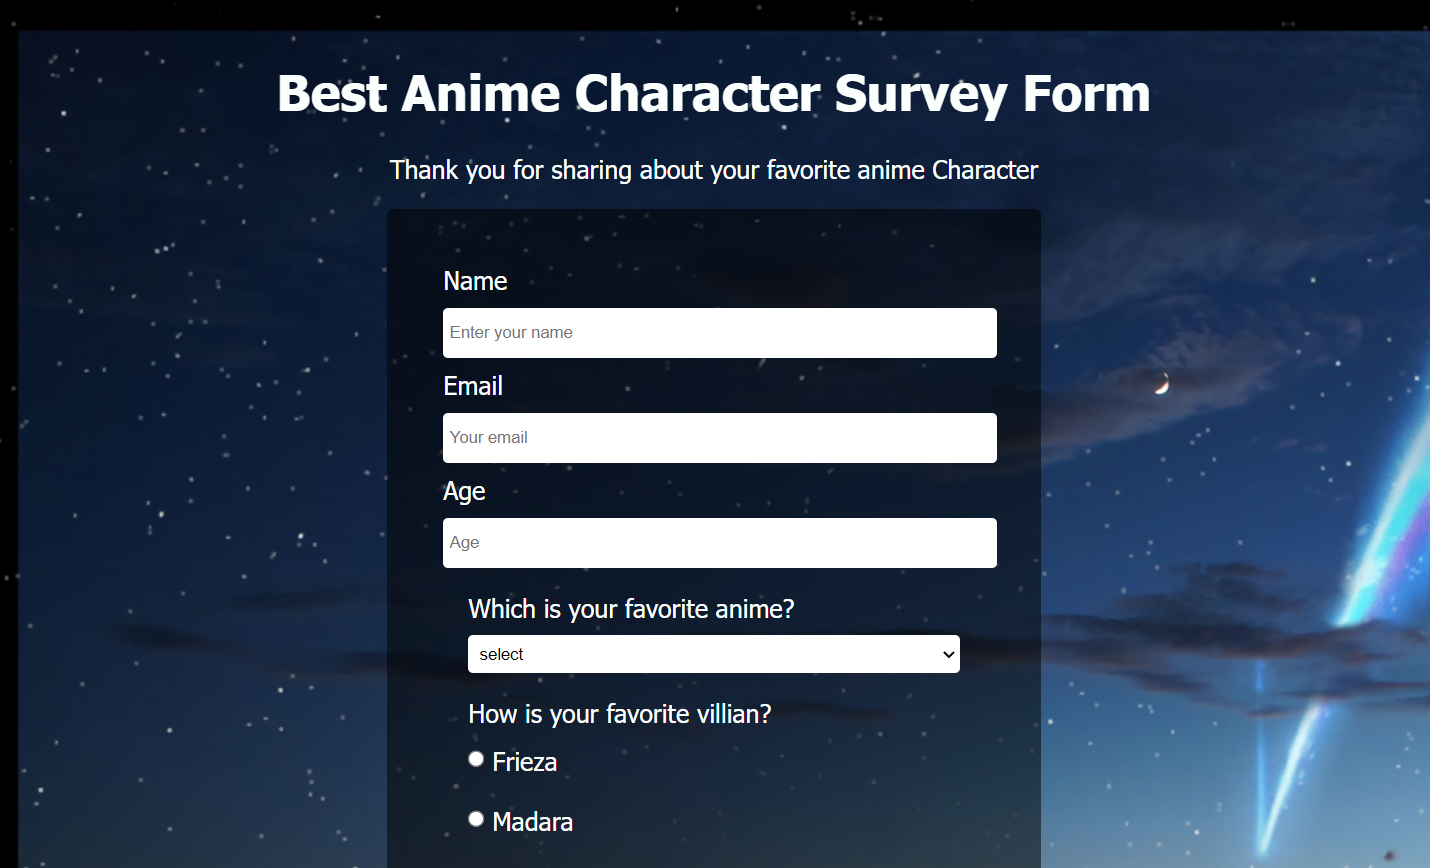 Best Anime Character Survey Form
Thank you for sharing about your favorite anime Character
Name
Enter your name
Email
Your email
Age
Age
Which is your favorite anime?
select
How is your favorite villian?
Frieza
Madara